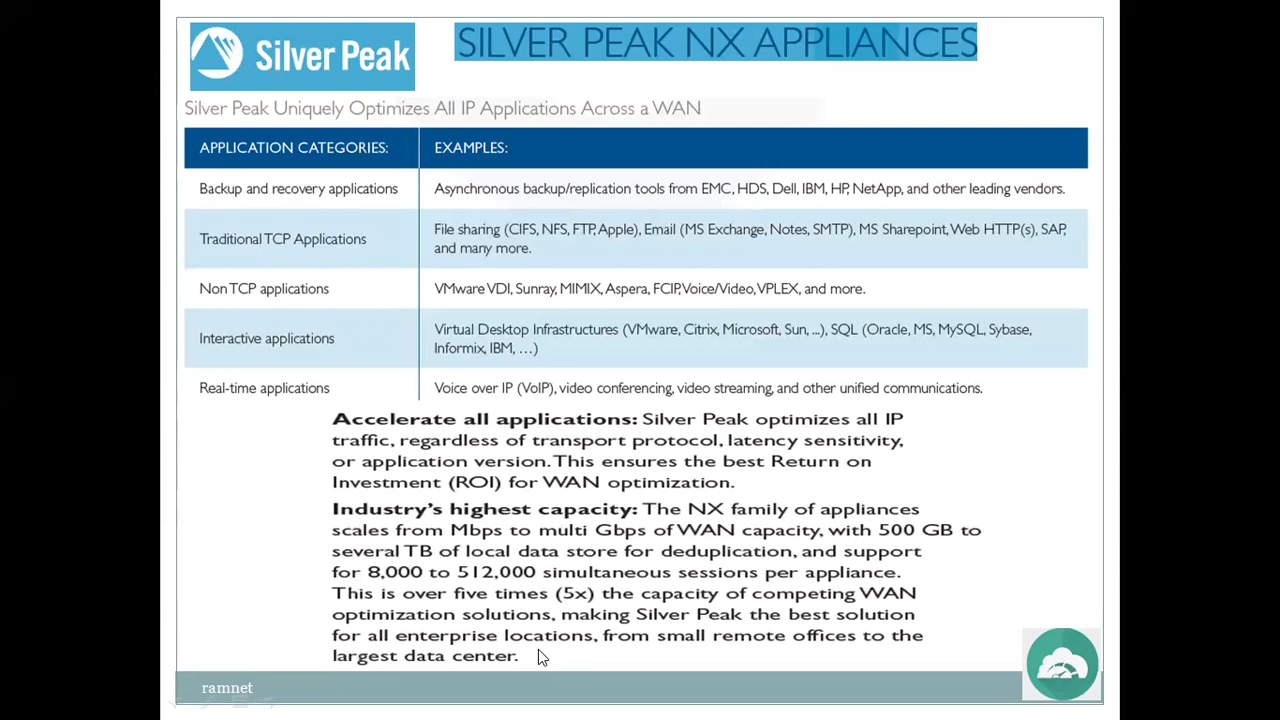 Silver Peak
SILVER PEAK NX APPLIANCES
Silver Peak Uniquely Optimizes All IP Applications Across a WAN
APPLICATION CATEGORIES: EXAMPLES:
Backup and recovery applications Asynchronous backup/replication tools from EMC, HDS, Dell, IBM, HP, NetApp, and other leading vendors.
Traditional TCP Applications File sharing (CIFS, NFS, FTP, Apple), Email (MS Exchange, Notes, SMTP), MS Sharepoint, Web HTTP(s), SAP,
and many more.
Non TCP applications VMware VDI, Sunray, MIMIX, Aspera, FCIP, Voice/Video, VPLEX, and more.
Interactive applications Virtual Desktop Infrastructures (VMware, Citrix, Microsoft, Sun, ...), SQL (Oracle, MS, MySQL, Sybase,
Informix, IBM, …)
Real-time applications Voice over IP (VoIP), video conferencing, video streaming, and other unified communications.
Accelerate all applications: Silver Peak optimizes all IP
traffic, regardless of transport protocol, latency sensitivity,
or application version. This ensures the best Return on
Investment (ROI) for WAN optimization.
Industry's highest capacity: The NX family of appliances
scales from Mbps to multi Gbps of WAN capacity, with 500 GB to
several TB of local data store for deduplication, and support
for 8,000 to 512,000 simultaneous sessions per appliance.
This is over five times (5x) the capacity of competing WAN
optimization solutions, making Silver Peak the best solution
for all enterprise locations, from small remote offices to the
largest data center.
ramnet